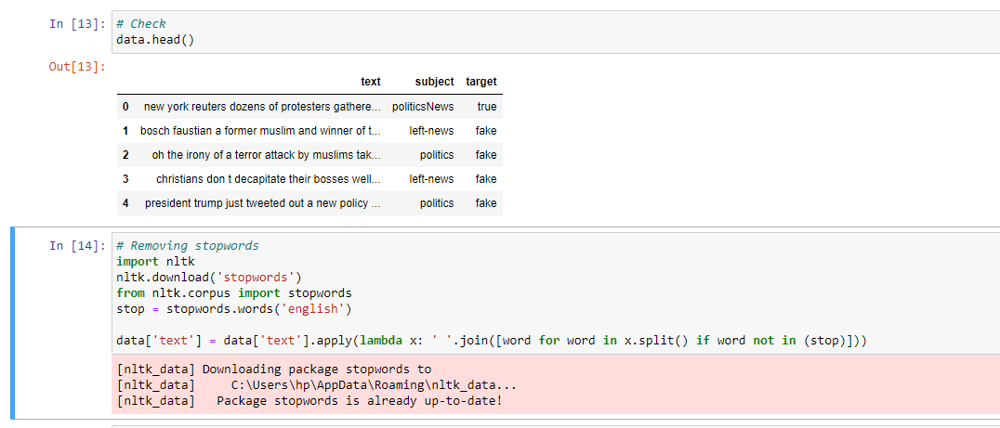 In [13]: # Check
data.head()
Out[13]:
text subject target
0 new york reuters dozens of protesters gathere... politicsNews true
1 bosch faustian a former muslim and winner of t... left-news fake
2 oh the irony of a terror attack by muslims tak... politics fake
3 christians don t decapitate their bosses well... left-news fake
4 president trump just tweeted out a new policy ... politics fake
In [14]: # Removing stopwords
import nltk
nltk.download('stopwords')
from nltk.corpus import stopwords
stop = stopwords.words('english')
data['text'] = data['text'].apply(lambda x: ' '.join([word for word in x.split() if word not in (stop)]))
[nltk_data] Downloading package stopwords to
[nltk_data]     C:\Users\hp\AppData\Roaming\nltk_data...
[nltk_data]   Package stopwords is already up-to-date!